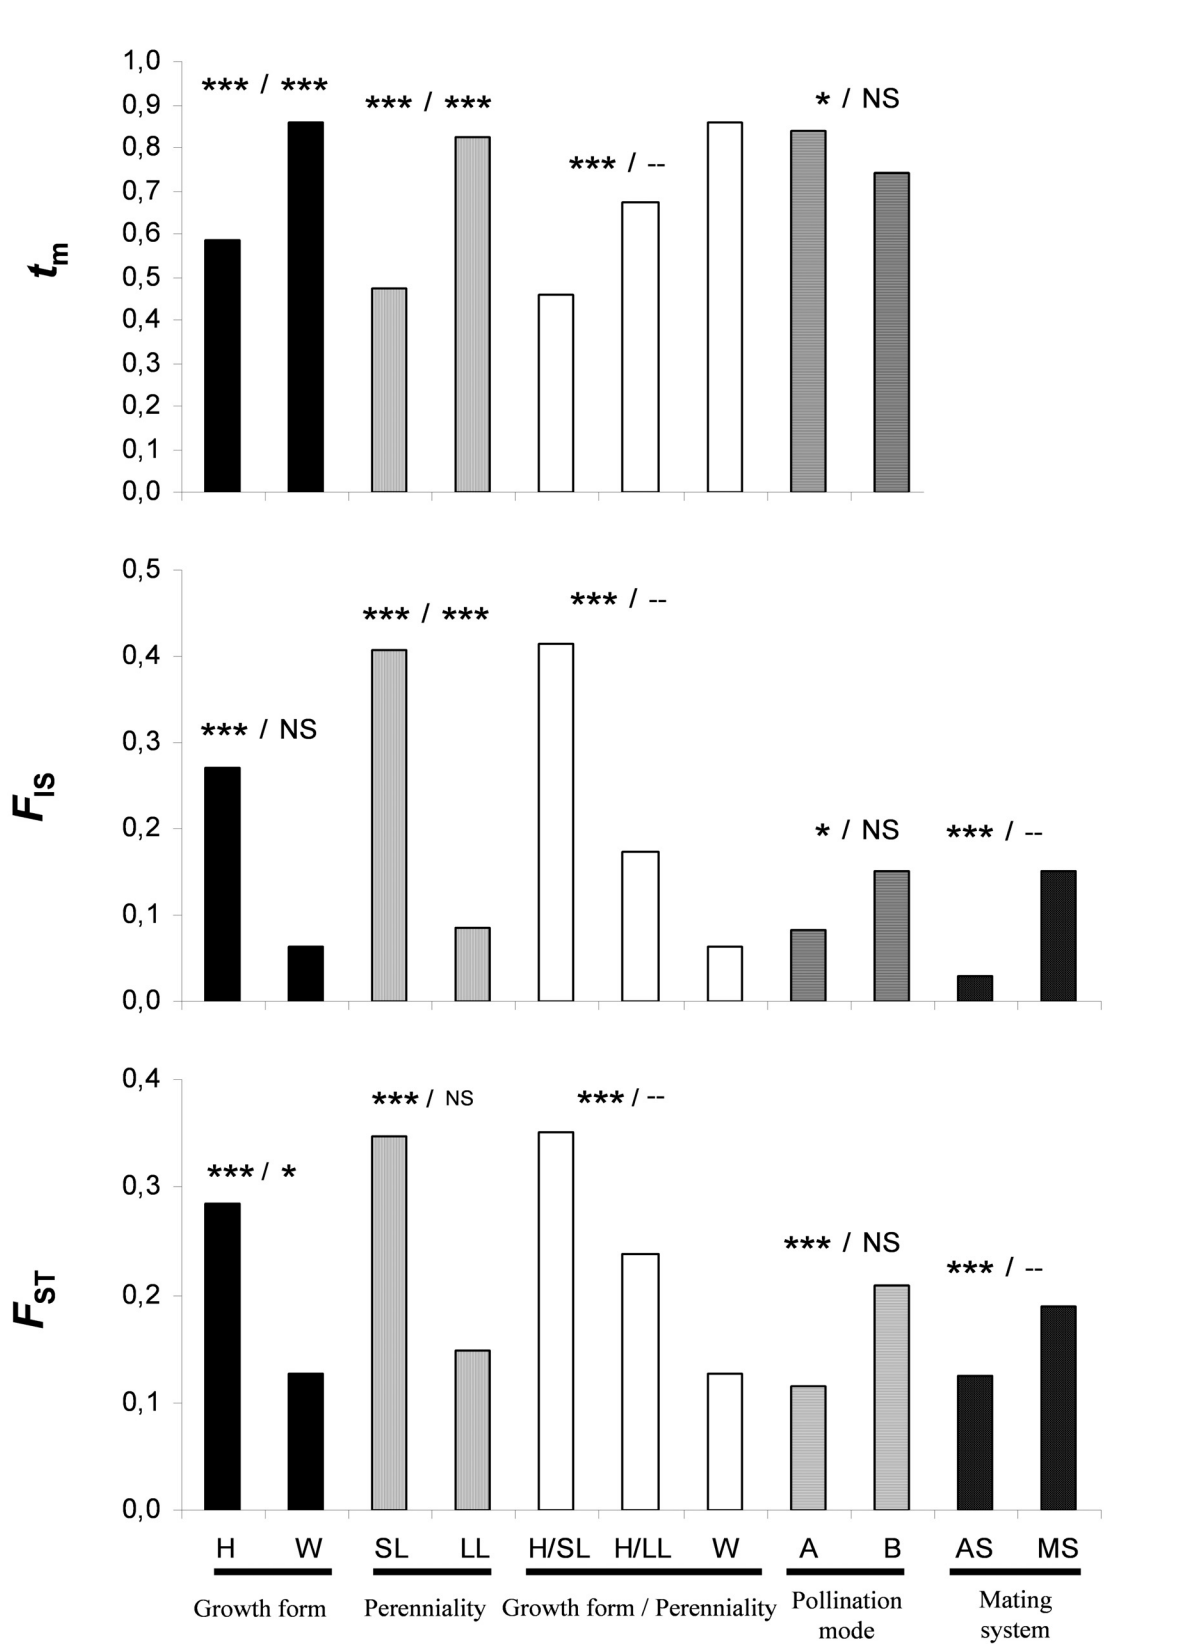 1,0
*** / ***
*** / ***
* / NS
0,9
0,8
*** / --
0,7
0,6
tm
0,5
0,4
0,3
0,2
0,1
0,0
0,5
*** / ***
*** / --
0,4
*** / NS
0,3
FIS
0,2
* / NS
*** / --
0,1
0,0
0,4
*** / NS
*** / --
*** / *
0,3
*** / NS
*** / --
FST
0,2
0,1
0,0
H W SL LL H/SL H/LL W A B AS MS
Growth form Perenniality Growth form / Perenniality Pollination mode Mating system